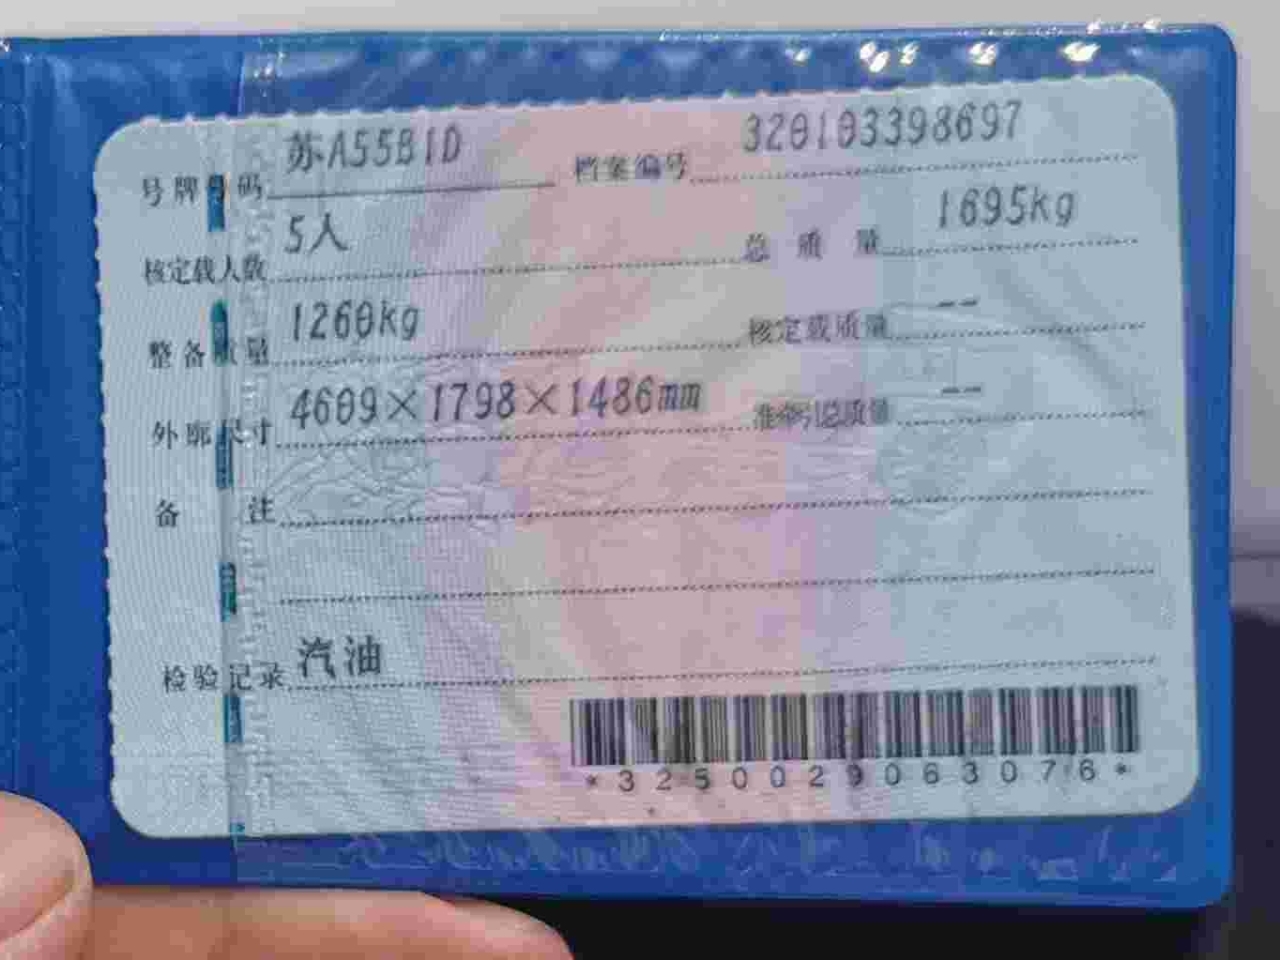 号牌号码 苏A55B1D 档案编号 320103398697
核定载人数 5人 总质量 1695kg
整备质量 1260kg 核定载质量 --
外廓尺寸 4609×1798×1486mm 准牵引总质量 --
备注
检验记录 汽油
*3250029063076*